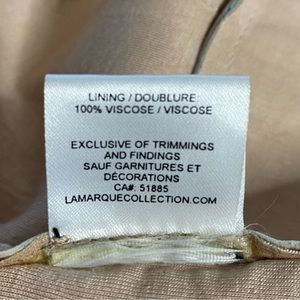 LINING / DOUBLURE:
100% VISCOSE / VISCOSE
EXCLUSIVE OF TRIMMINGS
AND FINDINGS
SAUF GARNITURES ET
DÉCORATIONS
CA#: 51885
LAMARQUECOLLECTION.COM